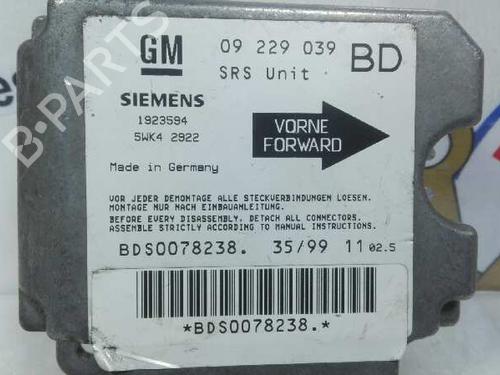 GM 09 229 039 BD
SRS Unit
SIEMENS
1923594
5WK4 2922
VORNE
FORWARD
Made in Germany
VOR JEDER DEMONTAGE ALLE STECKVERBINDUNGEN LOESEN.
MONTAGE NUR NACH EINBAUANLEITUNG.
BEFORE EVERY DISASSEMBLY, DETACH ALL CONNECTORS.
ASSEMBLE STRICTLY ACCORDING TO MANUAL INSTRUCTIONS.
BDS0078238. 35/99 11 02.5
*BDS0078238.*
B-PARTS